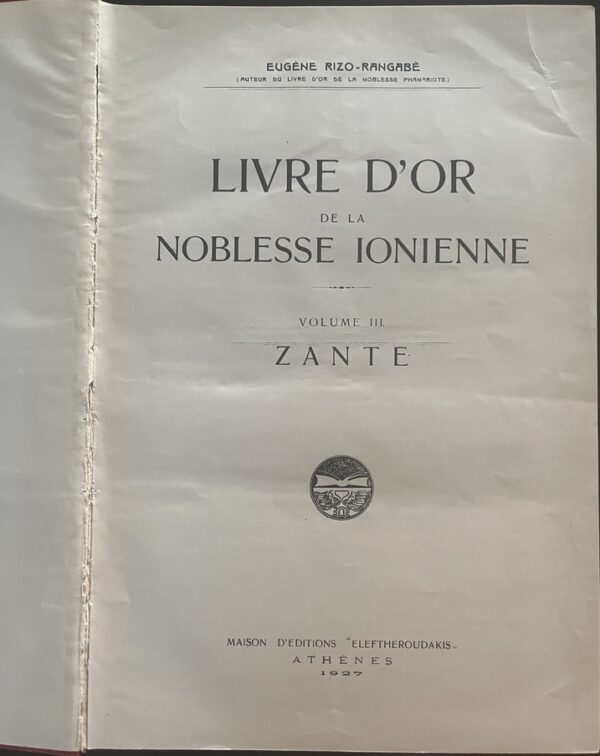 EUGÈNE RIZO-RANGABÈ
(AUTEUR DU LIVRE D'OR DE LA NOBLESSE PHANARIOTE)
LIVRE D'OR
DE LA
NOBLESSE IONIENNE
VOLUME III.
ZANTE
MAISON D'EDITIONS "ELEFTHEROUDAKIS„
ATHÈNES
1927